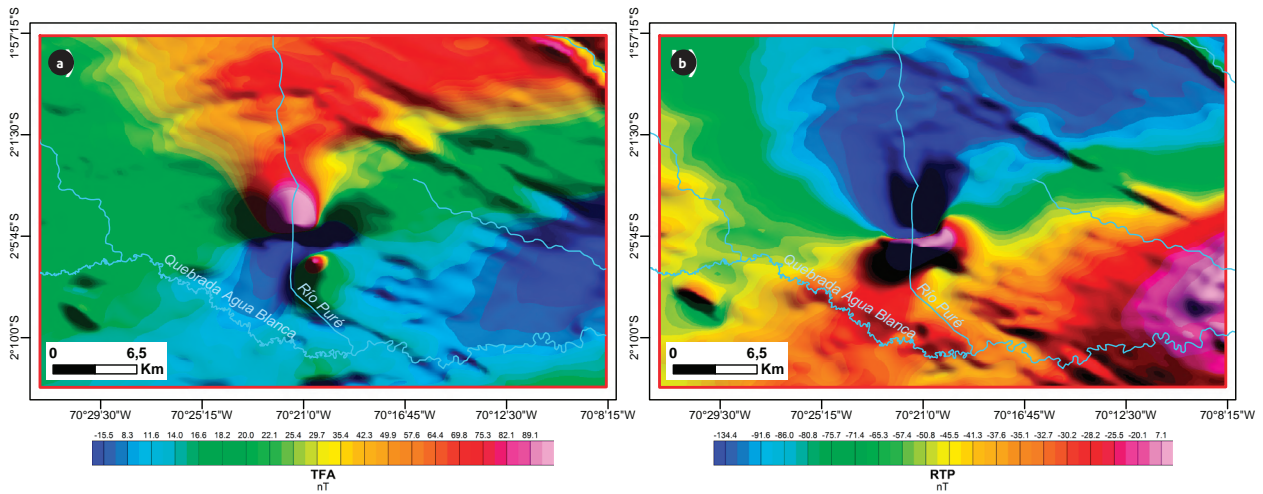 a
1°57'15"S
2°1'30"S
2°5'45"S
2°10'0"S
Quebrada Agua Blanca
Río Puré
0 6,5
Km
70°29'30"W 70°25'15"W 70°21'0"W 70°16'45"W 70°12'30"W 70°8'15"W
-15.5 8.3 11.6 14.0 16.6 18.2 20.0 22.1 25.4 29.7 35.4 42.3 49.9 57.6 64.4 69.8 75.3 82.1 89.1
TFA
nT
b
1°57'15"S
2°1'30"S
2°5'45"S
2°10'0"S
Quebrada Agua Blanca
Río Puré
0 6,5
Km
70°29'30"W 70°25'15"W 70°21'0"W 70°16'45"W 70°12'30"W 70°8'15"W
-134.4 -91.6 -86.0 -80.8 -75.7 -71.4 -65.3 -57.4 -50.8 -45.5 -41.3 -37.6 -35.1 -32.7 -30.2 -28.2 -25.5 -20.1 7.1
RTP
nT